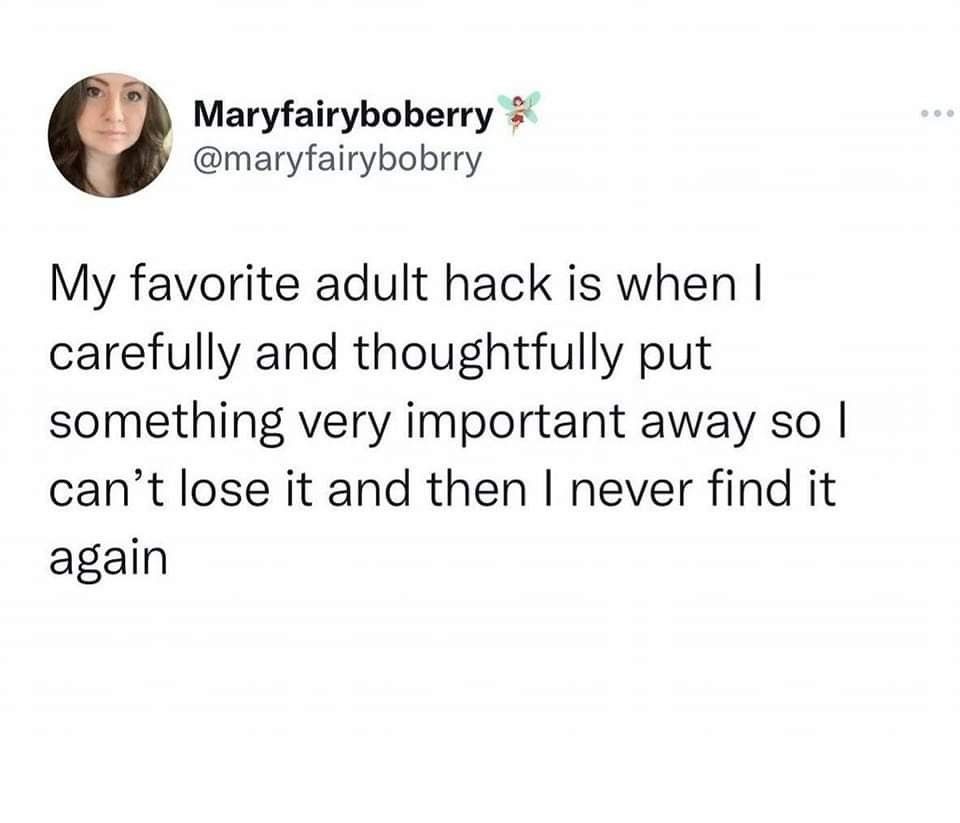 Maryfairyboberry🧚
@maryfairybobrry
My favorite adult hack is when I
carefully and thoughtfully put
something very important away so I
can’t lose it and then I never find it
again